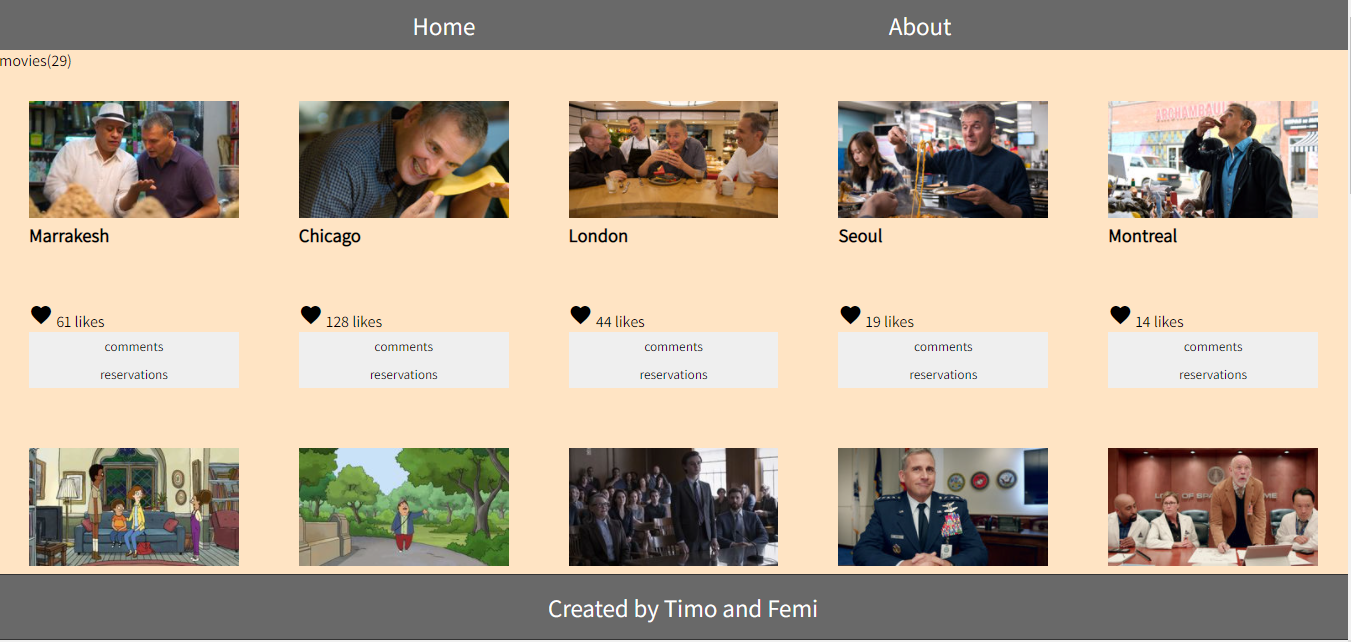 Home About
movies(29)
Marrakesh Chicago London Seoul Montreal
61 likes 128 likes 44 likes 19 likes 14 likes
comments comments comments comments comments
reservations reservations reservations reservations reservations
Created by Timo and Femi